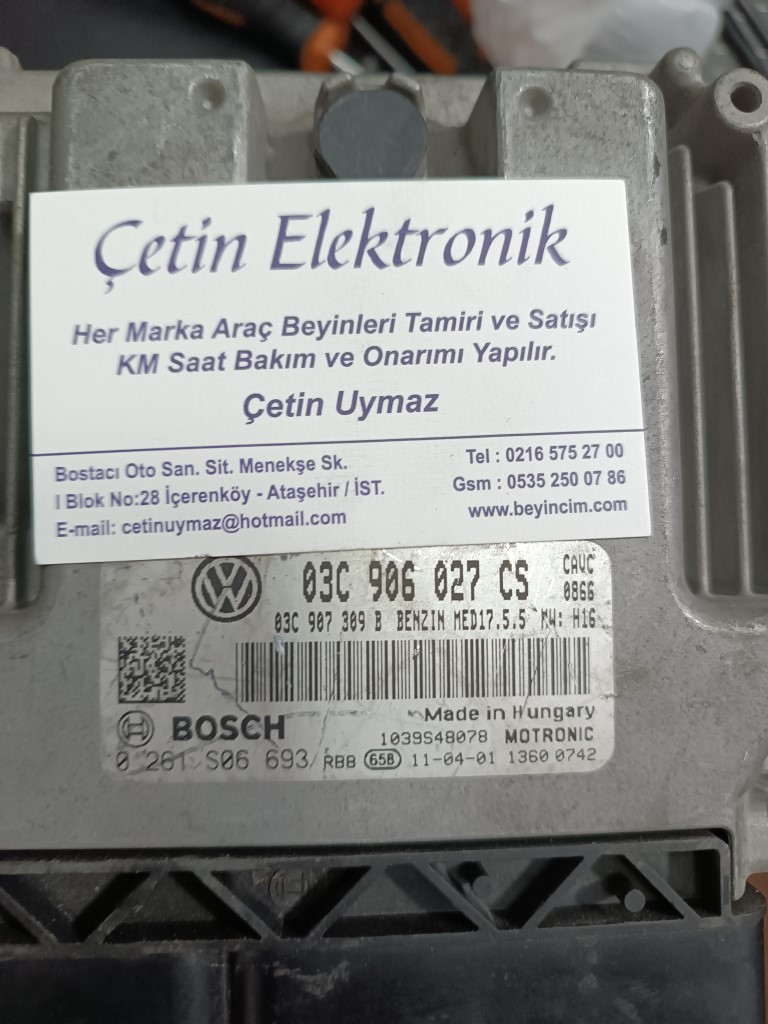 Çetin Elektronik
Her Marka Araç Beyinleri Tamiri ve Satışı
KM Saat Bakım ve Onarımı Yapılır.
Çetin Uymaz
Bostacı Oto San. Sit. Menekşe Sk.
I Blok No:28 İçerenköy - Ataşehir / İST.
E-mail: cetinuymaz@hotmail.com
Tel : 0216 575 27 00
Gsm : 0535 250 07 86
www.beyincim.com
VW 03C 906 027 CS CAVC
0866
03C 907 309 B BENZIN MED17.5.5 HW: H16
Made in Hungary
BOSCH 1039S48078 MOTRONIC
0 261 S06 693 RBB 658 11-04-01 1360 0742